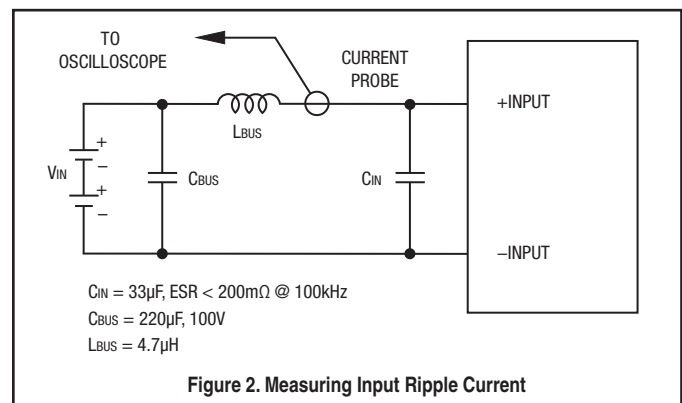 TO
OSCILLOSCOPE
CURRENT
PROBE
+INPUT
LBUS
+
VIN
−
+
−
CBUS
CIN
−INPUT
CIN = 33µF, ESR < 200mΩ @ 100kHz
CBUS = 220µF, 100V
LBUS = 4.7µH
Figure 2. Measuring Input Ripple Current